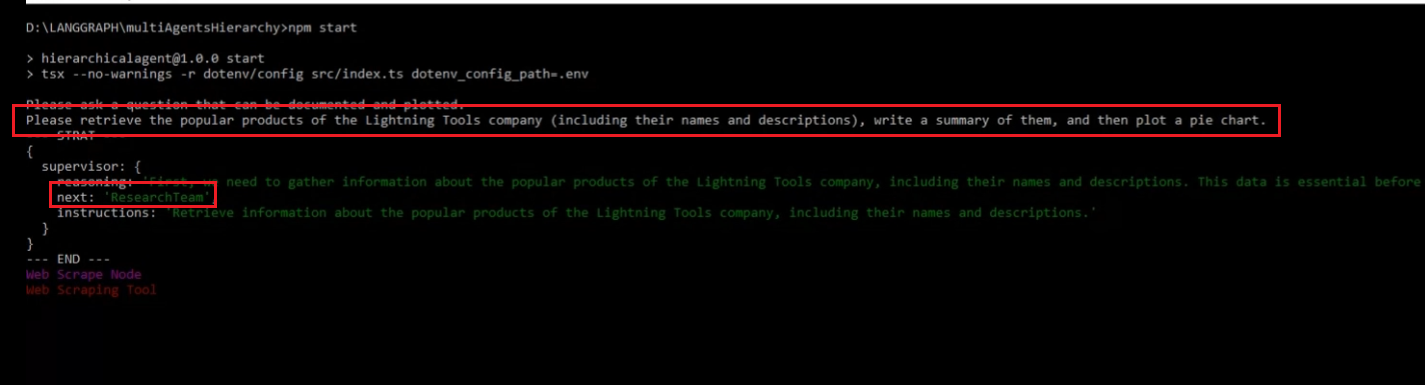 D:\LANGGRAPH\multiAgentsHierarchy>npm start
> hierarchicalagent@1.0.0 start
> tsx --no-warnings -r dotenv/config src/index.ts dotenv_config_path=.env
Please ask a question that can be documented and plotted.
Please retrieve the popular products of the Lightning Tools company (including their names and descriptions), write a summary of them, and then plot a pie chart.
STRAT
{
supervisor: {
reasoning: 'First, we need to gather information about the popular products of the Lightning Tools company, including their names and descriptions. This data is essential before
next: 'ResearchTeam',
instructions: 'Retrieve information about the popular products of the Lightning Tools company, including their names and descriptions.'
}
}
--- END ---
Web Scrape Node
Web Scraping Tool